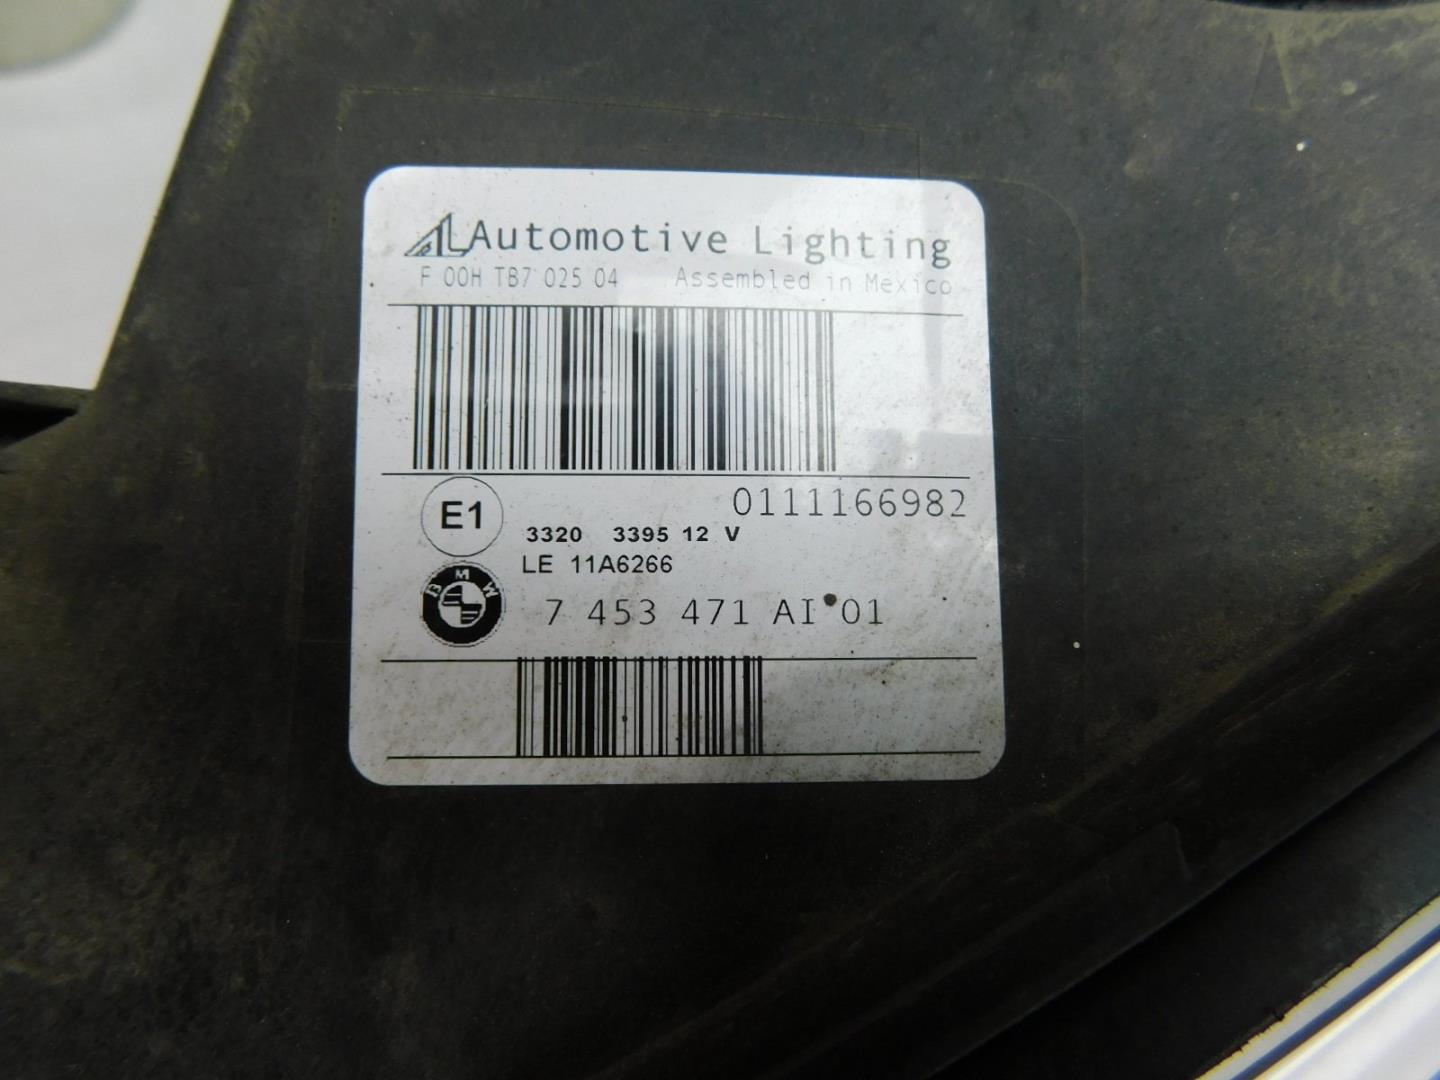 AL Automotive Lighting
F 00H TB7 025 04 Assembled in Mexico
0111166982
E1
3320 3395 12 V
LE 11A6266
BMW
7 453 471 AI 01